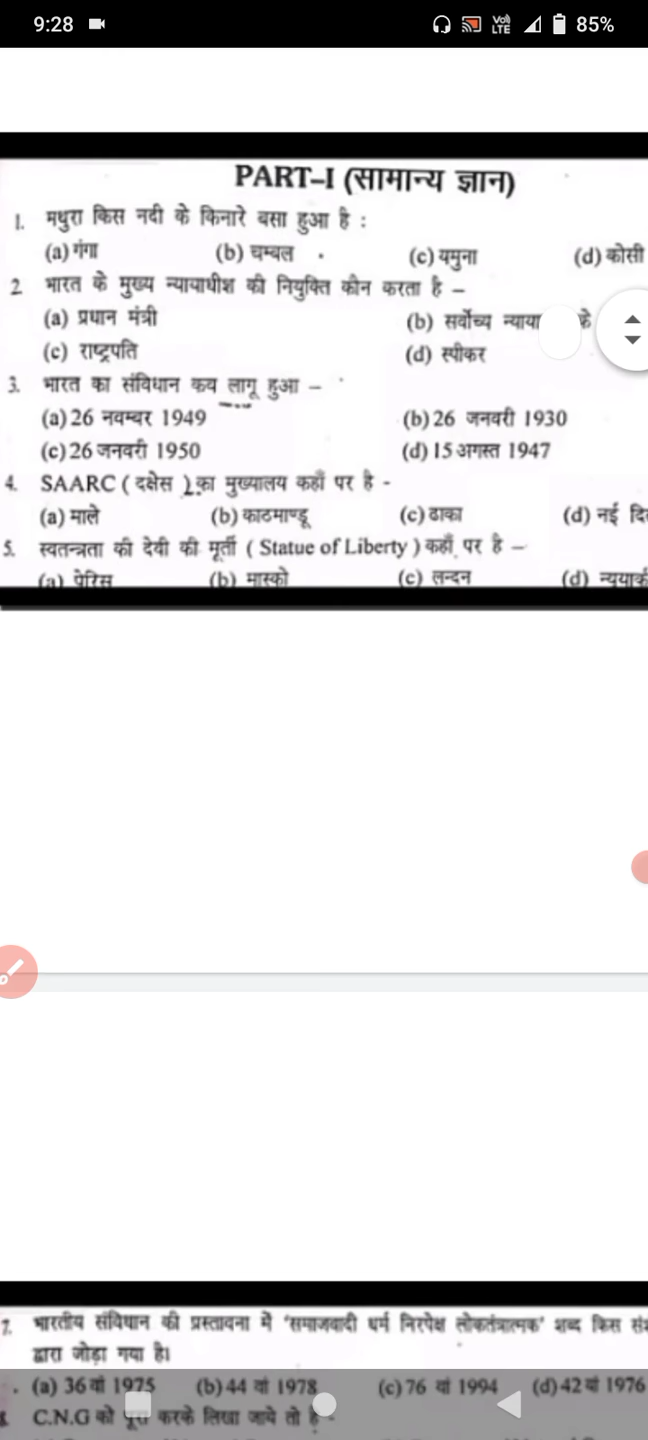 9:28
Vo)) LTE 85%
PART–I (सामान्य ज्ञान)
1. मथुरा किस नदी के किनारे बसा हुआ है :
(a) गंगा (b) चम्बल (c) यमुना (d) कोसी
2 भारत के मुख्य न्यायाधीश की नियुक्ति कौन करता है –
(a) प्रधान मंत्री (b) सर्वोच्य न्याया के
(c) राष्ट्रपति (d) स्पीकर
3. भारत का संविधान कब लागू हुआ –
(a) 26 नवम्बर 1949 (b) 26 जनवरी 1930
(c) 26 जनवरी 1950 (d) 15 अगस्त 1947
4. SAARC ( दक्षेस ) का मुख्यालय कहाँ पर है -
(a) माले (b) काठमाण्डू (c) ढाका (d) नई
5. स्वतन्त्रता की देवी की मूर्ती ( Statue of Liberty ) कहाँ पर है –
(a) पेरिस (b) मास्को (c) लन्दन (d)
7. भारतीय संविधान की प्रस्तावना में 'समाजवादी धर्म निरपेक्ष लोकतंत्रात्मक' शब्द किस
द्वारा जोड़ा गया है।
(a) 36 वां 1975 (b) 44 वां 1978 (c) 76 वां 1994 (d) 42 वां 1976
C.N.G को पूरा करके लिखा जाये तो है -